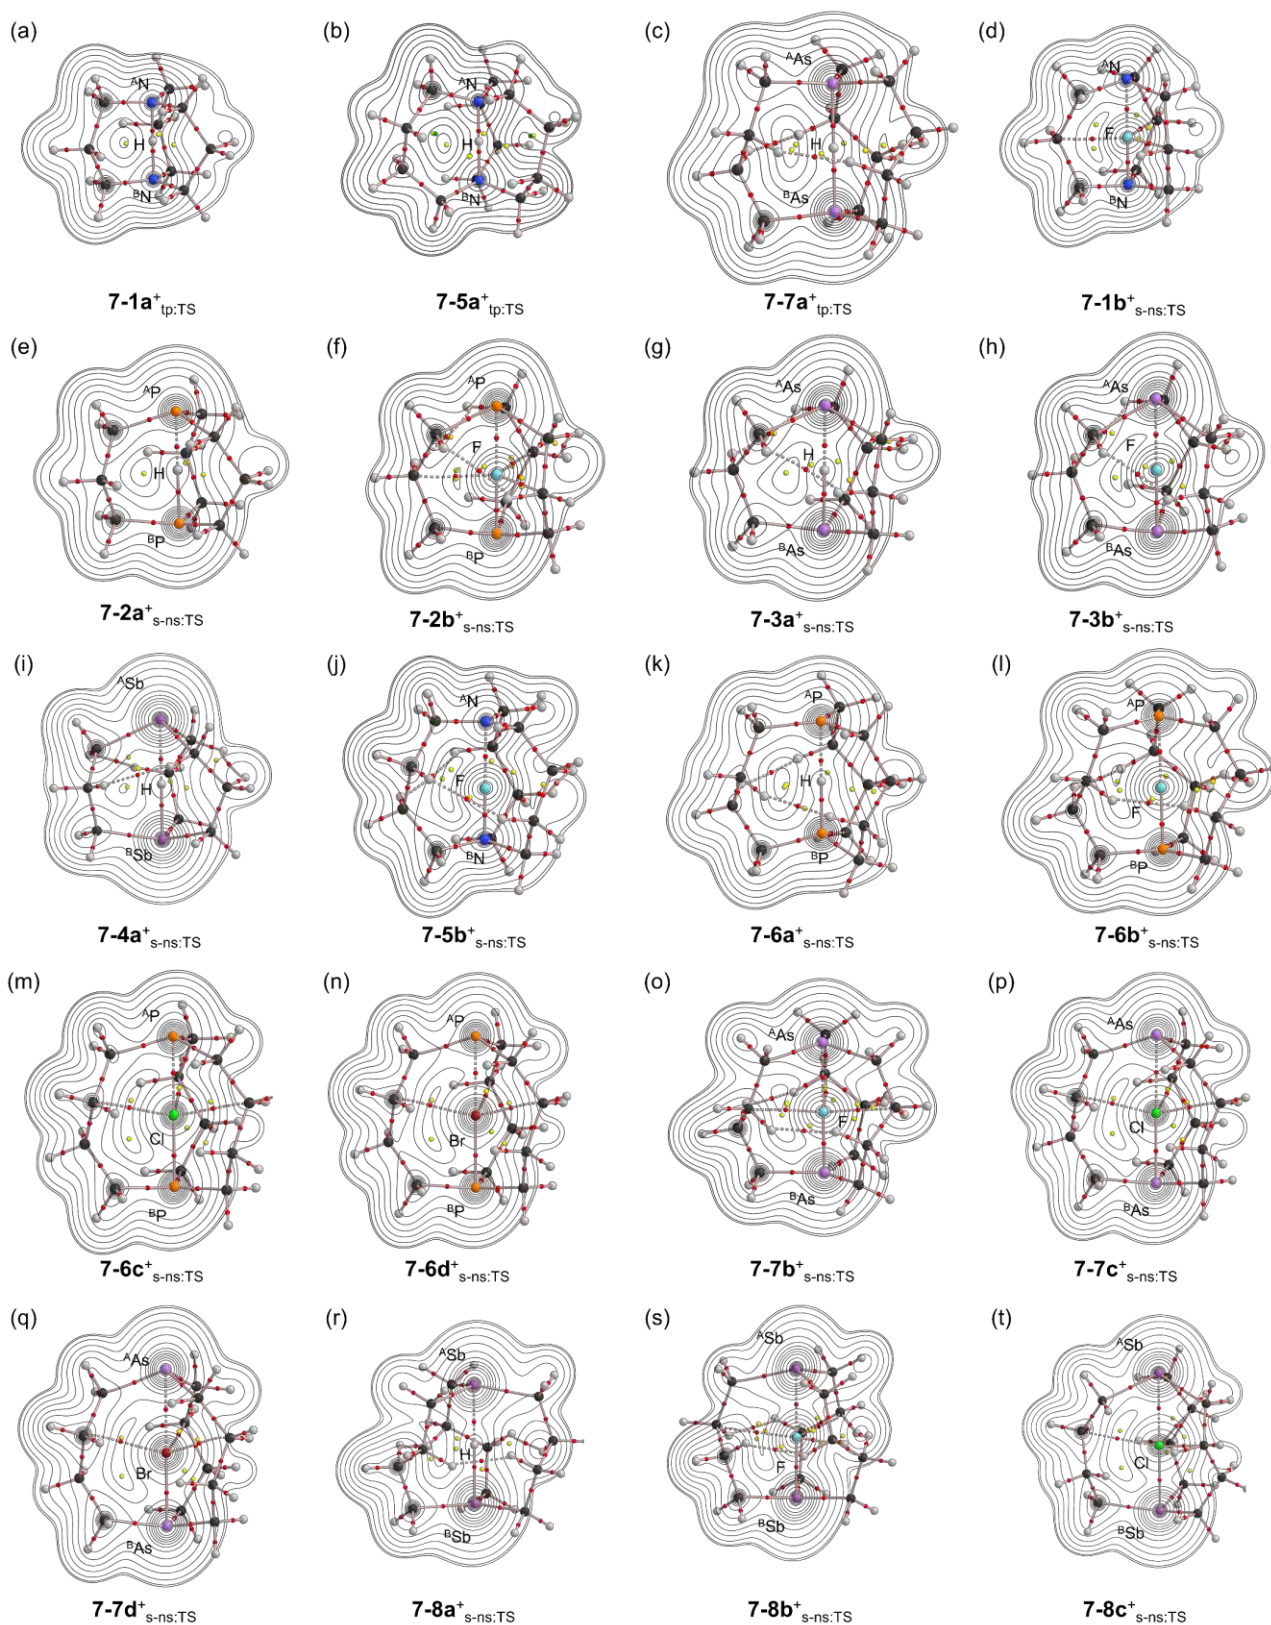 (a) (b) (c) (d)
ᴬN ᴬN ᴬAs ᴬN
H H H F
ᴮN ᴮN ᴮAs ᴮN
7-1a⁺tp:TS 7-5a⁺tp:TS 7-7a⁺tp:TS 7-1b⁺s-ns:TS
(e) (f) (g) (h)
ᴬP ᴬP ᴬAs ᴬAs
H F H F
ᴮP ᴮP ᴮAs ᴮAs
7-2a⁺s-ns:TS 7-2b⁺s-ns:TS 7-3a⁺s-ns:TS 7-3b⁺s-ns:TS
(i) (j) (k) (l)
ᴬSb ᴬN ᴬP ᴬP
H F H F
ᴮSb ᴮN ᴮP ᴮP
7-4a⁺s-ns:TS 7-5b⁺s-ns:TS 7-6a⁺s-ns:TS 7-6b⁺s-ns:TS
(m) (n) (o) (p)
ᴬP ᴬP ᴬAs ᴬAs
Cl Br F Cl
ᴮP ᴮP ᴮAs ᴮAs
7-6c⁺s-ns:TS 7-6d⁺s-ns:TS 7-7b⁺s-ns:TS 7-7c⁺s-ns:TS
(q) (r) (s) (t)
ᴬAs ᴬSb ᴬSb ᴬSb
Br H F Cl
ᴮAs ᴮSb ᴮSb ᴮSb
7-7d⁺s-ns:TS 7-8a⁺s-ns:TS 7-8b⁺s-ns:TS 7-8c⁺s-ns:TS